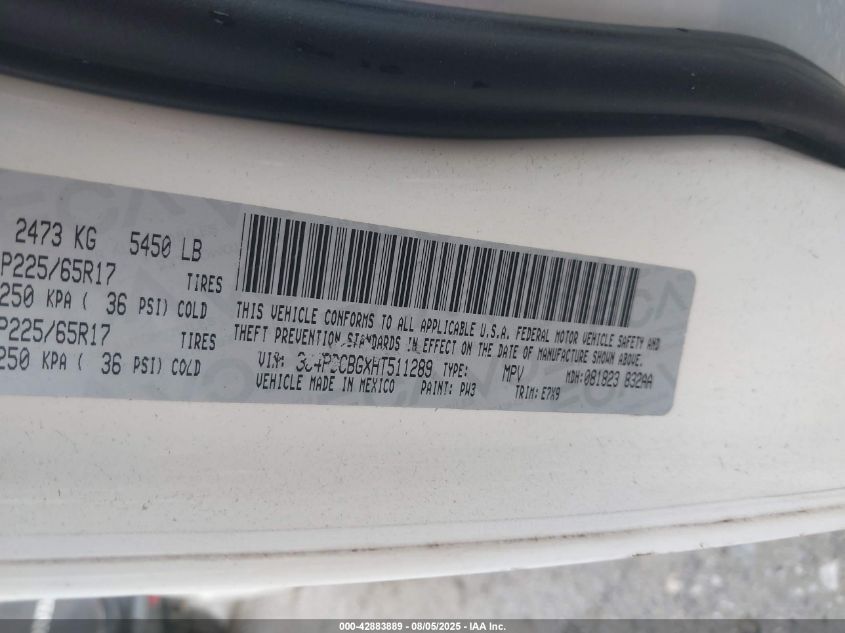 2473 KG 5450 LB
P225/65R17 TIRES
250 KPA ( 36 PSI) COLD
P225/65R17 TIRES
250 KPA ( 36 PSI) COLD
THIS VEHICLE CONFORMS TO ALL APPLICABLE U.S.A. FEDERAL MOTOR VEHICLE SAFETY AND
THEFT PREVENTION STANDARDS IN EFFECT ON THE DATE OF MANUFACTURE SHOWN ABOVE.
VIN: TYPE: MPV MDH: 081823 B32AA
VEHICLE MADE IN MEXICO PAINT: PW3 TRIM: E7X9
000-42883889 - 08/05/2025 - IAA Inc.